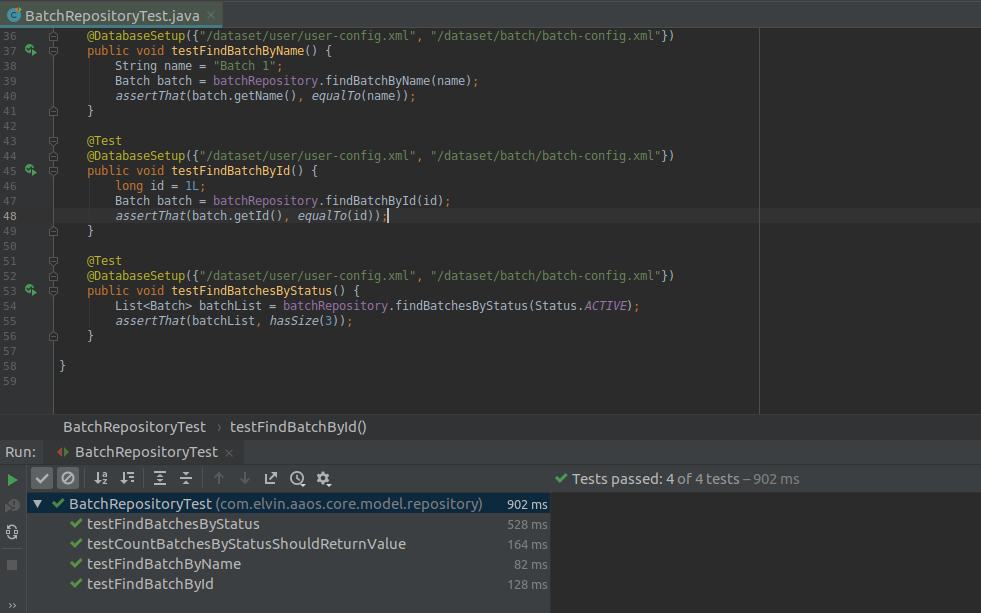 BatchRepositoryTest.java
36 @DatabaseSetup({"/dataset/user/user-config.xml", "/dataset/batch/batch-config.xml"})
37 public void testFindBatchByName() {
38 String name = "Batch 1";
39 Batch batch = batchRepository.findBatchByName(name);
40 assertThat(batch.getName(), equalTo(name));
41 }
42
43 @Test
44 @DatabaseSetup({"/dataset/user/user-config.xml", "/dataset/batch/batch-config.xml"})
45 public void testFindBatchById() {
46 long id = 1L;
47 Batch batch = batchRepository.findBatchById(id);
48 assertThat(batch.getId(), equalTo(id));
49 }
50
51 @Test
52 @DatabaseSetup({"/dataset/user/user-config.xml", "/dataset/batch/batch-config.xml"})
53 public void testFindBatchesByStatus() {
54 List<Batch> batchList = batchRepository.findBatchesByStatus(Status.ACTIVE);
55 assertThat(batchList, hasSize(3));
56 }
57
58 }
59
BatchRepositoryTest › testFindBatchById()
Run: BatchRepositoryTest
Tests passed: 4 of 4 tests – 902 ms
BatchRepositoryTest (com.elvin.aaos.core.model.repository) 902 ms
testFindBatchesByStatus 528 ms
testCountBatchesByStatusShouldReturnValue 164 ms
testFindBatchByName 82 ms
testFindBatchById 128 ms